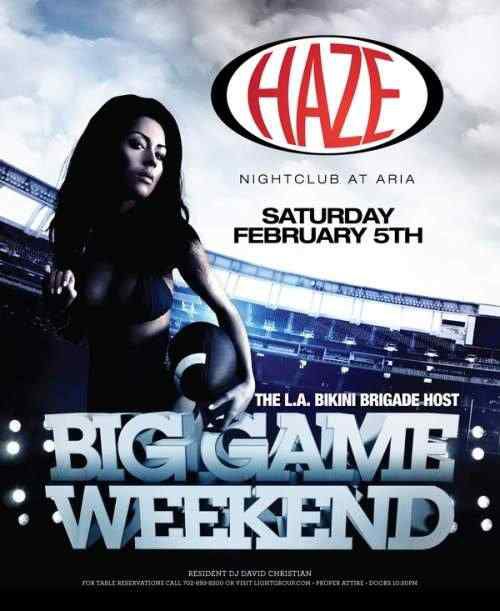 HAZE
NIGHTCLUB AT ARIA
SATURDAY
FEBRUARY 5TH
THE L.A. BIKINI BRIGADE HOST
BIG GAME
WEEKEND
RESIDENT DJ DAVID CHRISTIAN
FOR TABLE RESERVATIONS CALL 702-693-8300 OR VISIT LIGHTGROUP.COM • PROPER ATTIRE • DOORS 10:30PM